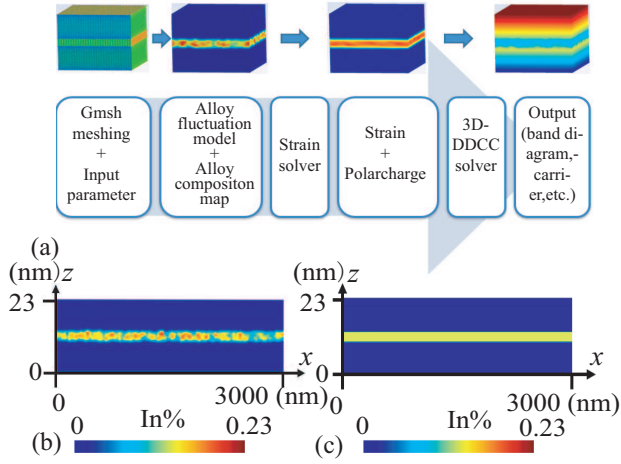 Gmsh
meshing
+
Input
parameter
Alloy
fluctuation
model
+
Alloy
compositon
map
Strain
solver
Strain
+
Polarcharge
3D-
DDCC
solver
Output
(band di-
agram,-
carri-
er,etc.)
(a)
(nm) z
23
0
x
0
3000 (nm)
In%
0
0.23
(b)
(nm) z
23
0
x
0
3000 (nm)
In%
0
0.23
(c)